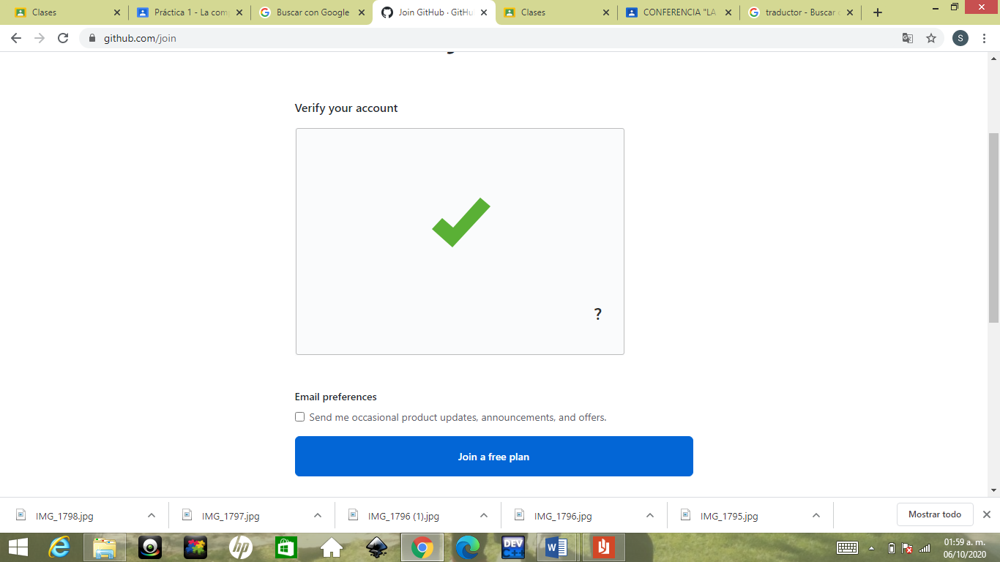 Clases
Práctica 1 - La comp
Buscar con Google
Join GitHub · GitHu
Clases
CONFERENCIA "LA
traductor - Buscar
github.com/join
S
Verify your account
?
Email preferences
Send me occasional product updates, announcements, and offers.
Join a free plan
IMG_1798.jpg
IMG_1797.jpg
IMG_1796 (1).jpg
IMG_1796.jpg
IMG_1795.jpg
Mostrar todo
hp
DEV
C++
W
01:59 a. m.
06/10/2020